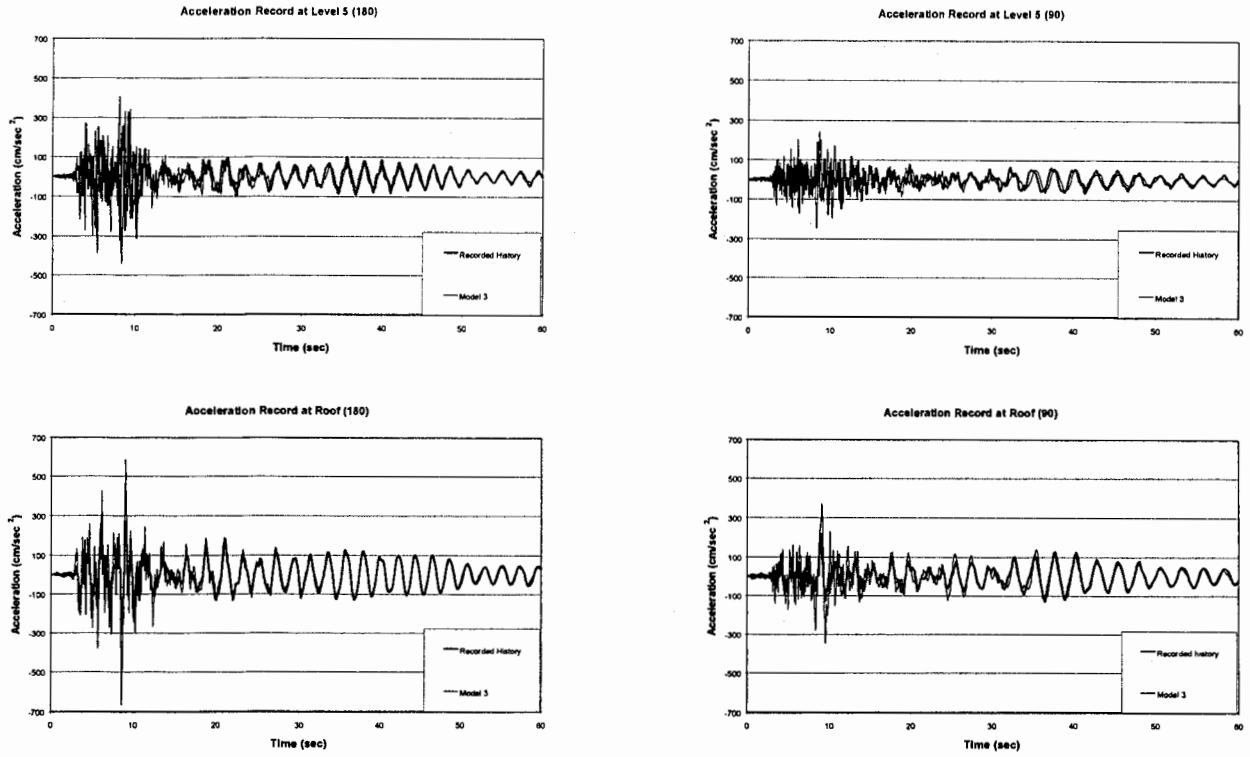 Acceleration Record at Level 5 (180)
700
500
300
100
-100
-300
-500
-700
Acceleration (cm/sec ²)
0 10 20 30 40 50 60
Time (sec)
Recorded History
Model 3
Acceleration Record at Level 5 (90)
700
500
300
100
-100
-300
-500
-700
Acceleration (cm/sec ²)
0 10 20 30 40 50 60
Time (sec)
Recorded History
Model 3
Acceleration Record at Roof (180)
700
500
300
100
-100
-300
-500
-700
Acceleration (cm/sec ²)
0 10 20 30 40 50 60
Time (sec)
Recorded History
Model 3
Acceleration Record at Roof (90)
700
500
300
100
-100
-300
-500
-700
Acceleration (cm/sec ²)
0 10 20 30 40 50 60
Time (sec)
Recorded history
Model 3